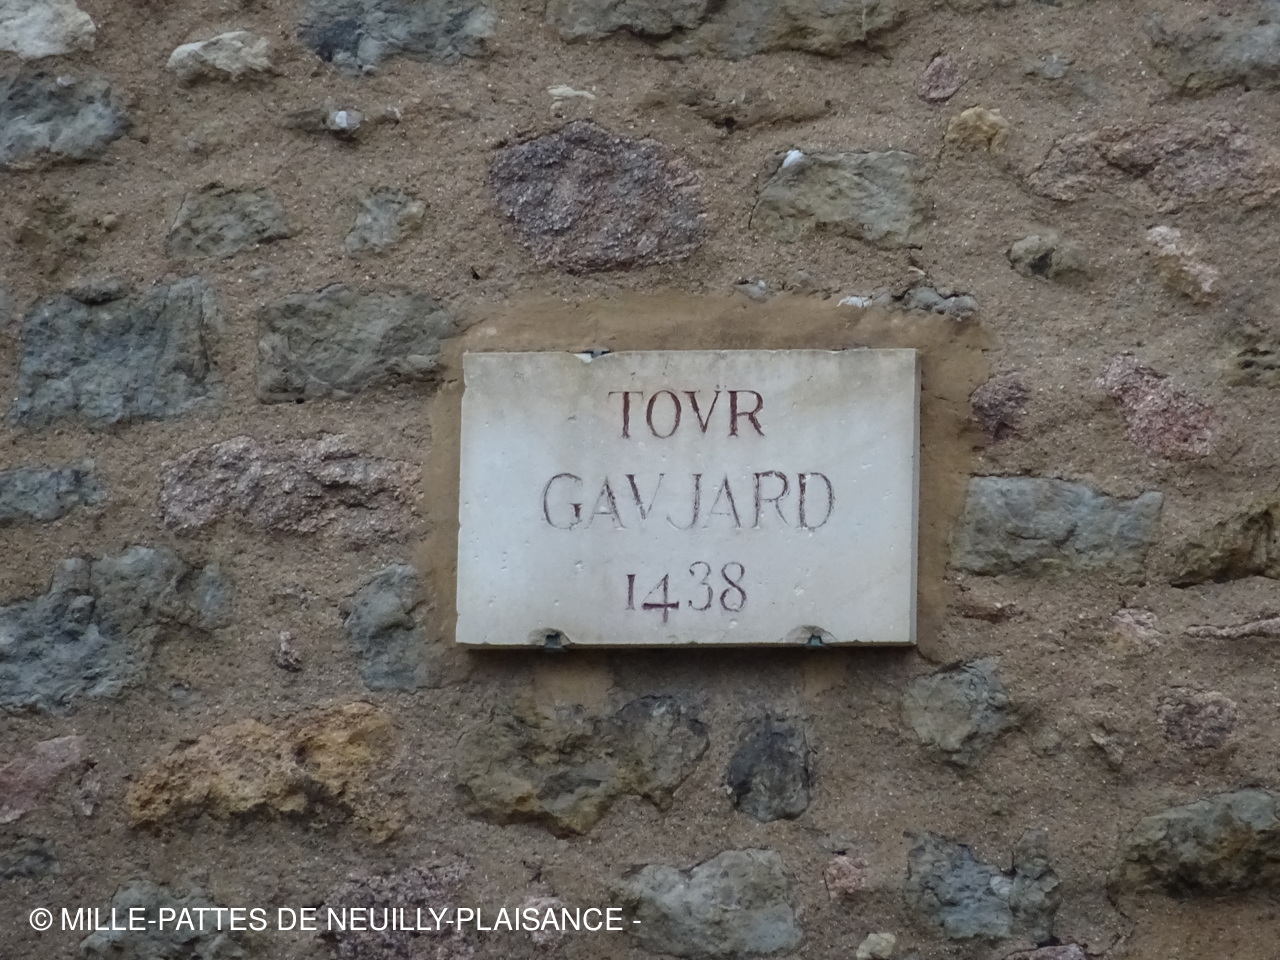 TOVR
GAVJARD
1438
© MILLE-PATTES DE NEUILLY-PLAISANCE -